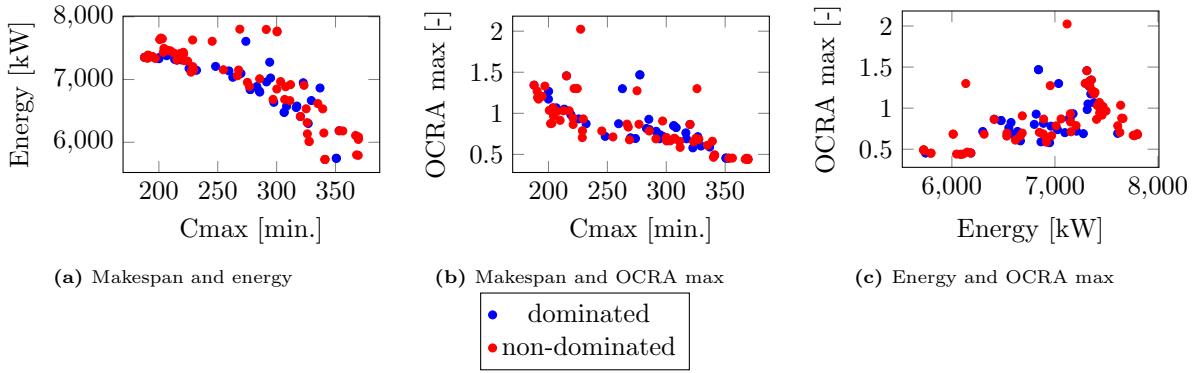 8,000
7,000
6,000
Energy [kW]
200
250
300
350
Cmax [min.]
(a) Makespan and energy
2
1.5
1
0.5
OCRA max [-]
200
250
300
350
Cmax [min.]
(b) Makespan and OCRA max
2
1.5
1
0.5
OCRA max [-]
6,000
7,000
8,000
Energy [kW]
(c) Energy and OCRA max
dominated
non-dominated